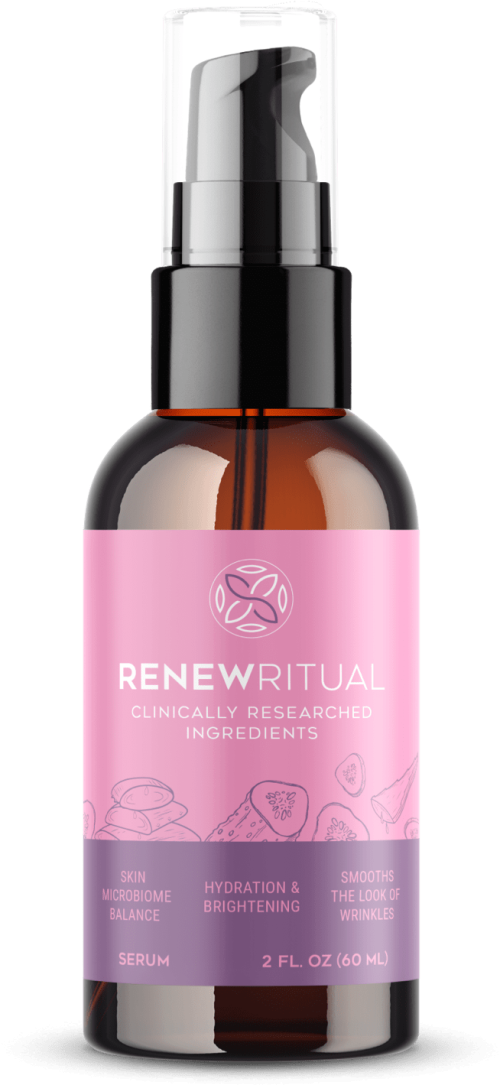 RENEWRITUAL
CLINICALLY RESEARCHED
INGREDIENTS
SKIN
MICROBIOME
BALANCE
HYDRATION &
BRIGHTENING
SMOOTHS
THE LOOK OF
WRINKLES
SERUM
2 FL. OZ (60 ML)